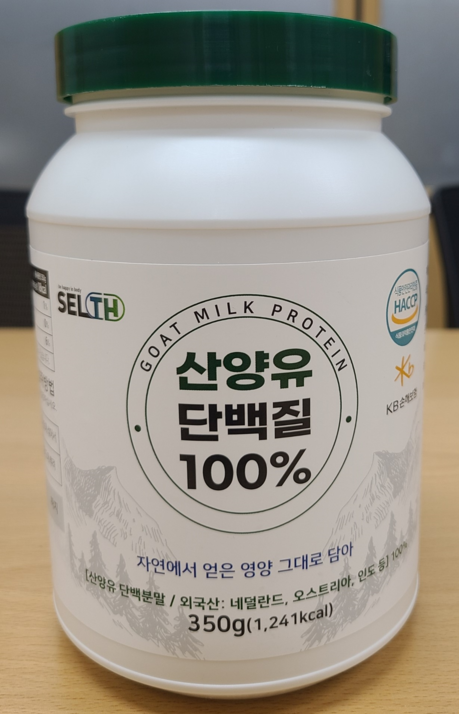 SELTH
GOAT MILK PROTEIN
산양유
단백질
100%
HACCP
KB손해보험
자연에서 얻은 영양 그대로 담아
[산양유 단백분말 / 외국산: 네덜란드, 오스트리아, 인도 등] 100%
350g(1,241kcal)